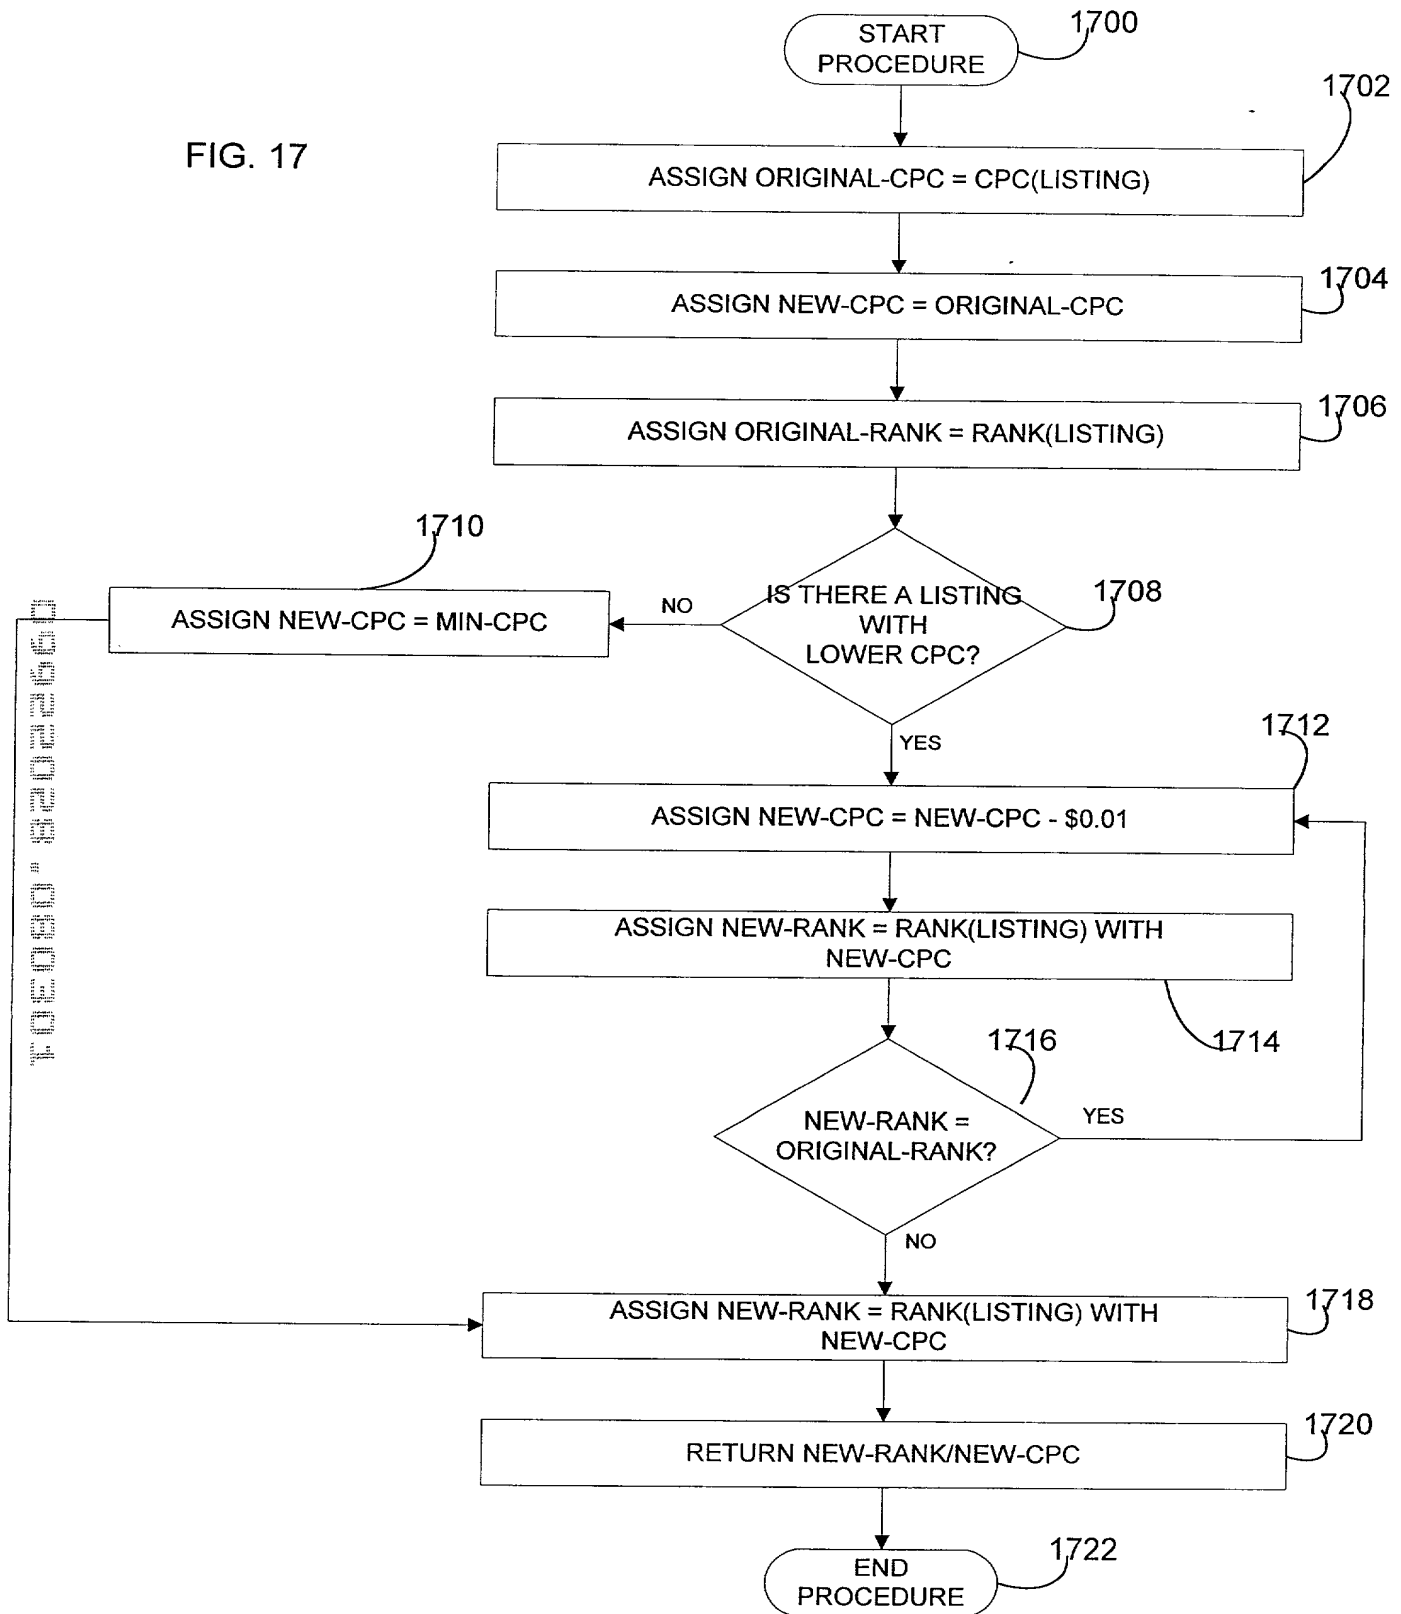 START
PROCEDURE
1700
1702
FIG. 17
ASSIGN ORIGINAL-CPC = CPC(LISTING)
1704
ASSIGN NEW-CPC = ORIGINAL-CPC
1706
ASSIGN ORIGINAL-RANK = RANK(LISTING)
1710
ASSIGN NEW-CPC = MIN-CPC
NO
IS THERE A LISTING
WITH
LOWER CPC?
1708
YES
1712
ASSIGN NEW-CPC = NEW-CPC - $0.01
ASSIGN NEW-RANK = RANK(LISTING) WITH
NEW-CPC
1714
1716
NEW-RANK =
ORIGINAL-RANK?
YES
NO
ASSIGN NEW-RANK = RANK(LISTING) WITH
NEW-CPC
1718
RETURN NEW-RANK/NEW-CPC
1720
END
PROCEDURE
1722